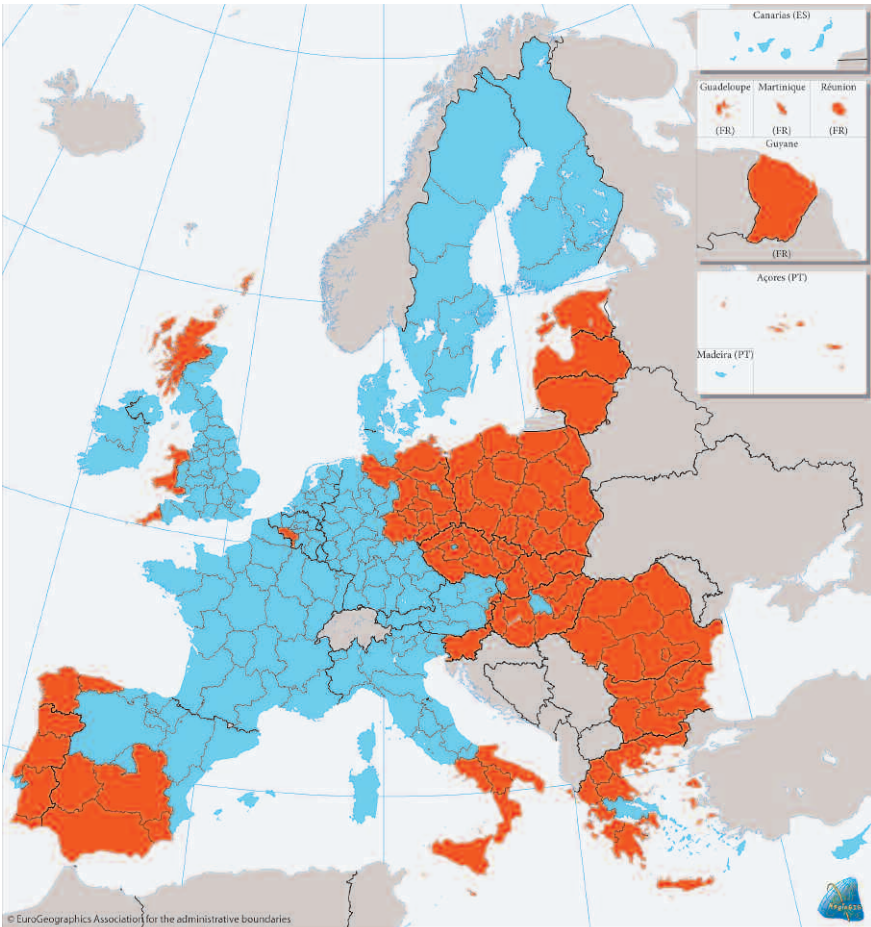 Canarias (ES)
Guadeloupe Martinique Réunion
(FR) (FR) (FR)
Guyane
(FR)
Açores (PT)
Madeira (PT)
© EuroGeographics Association for the administrative boundaries